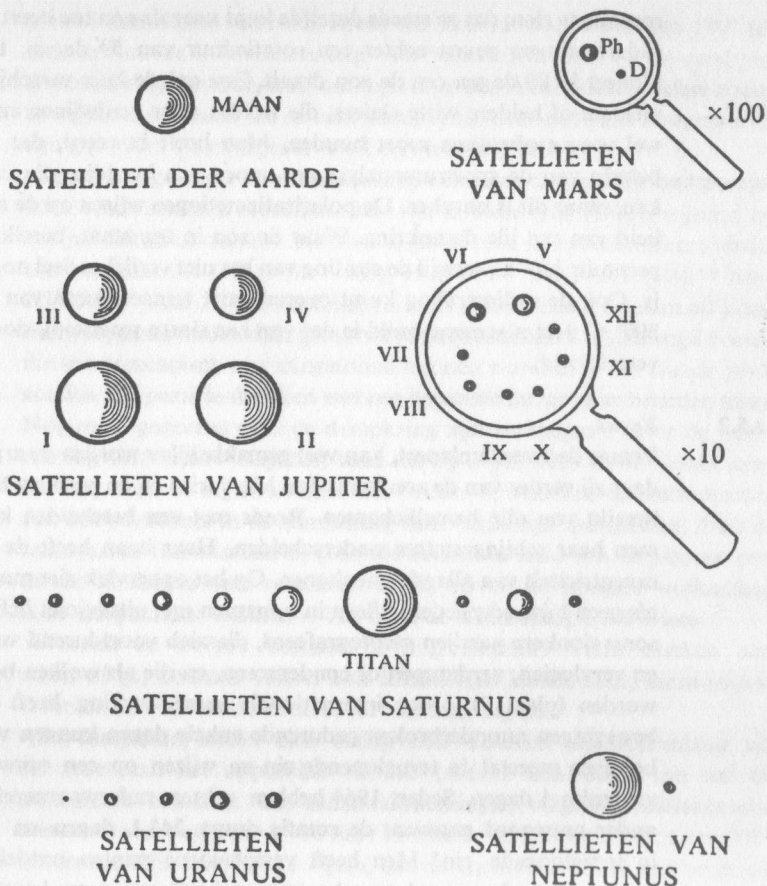 MAAN
SATELLIET DER AARDE
Ph
D
×100
SATELLIETEN
VAN MARS
III
IV
I
II
SATELLIETEN VAN JUPITER
VI
V
XII
VII
XI
VIII
IX
X
×10
TITAN
SATELLIETEN VAN SATURNUS
SATELLIETEN
VAN URANUS
SATELLIETEN VAN
NEPTUNUS